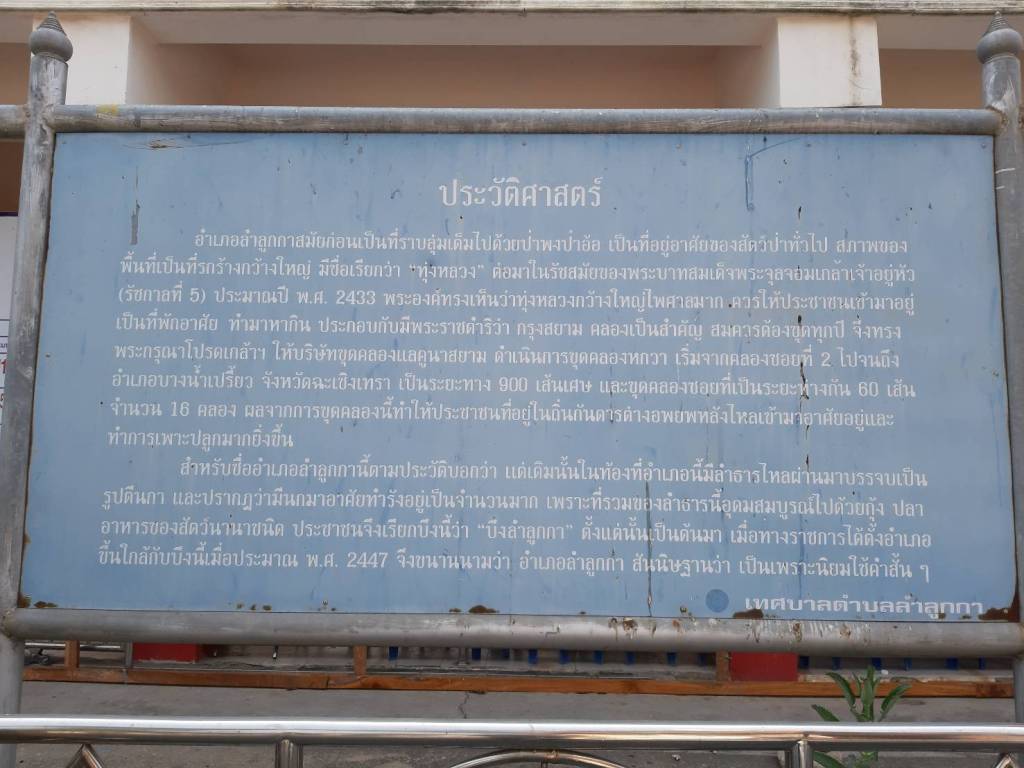 ประวัติศาสตร์
อำเภอลำลูกกาสมัยก่อนเป็นที่ราบลุ่มเต็มไปด้วยป่าพงป่าอ้อ เป็นที่อยู่อาศัยของสัตว์ป่าทั่วไป สภาพของ
พื้นที่เป็นที่รกร้างกว้างใหญ่ มีชื่อเรียกว่า “ทุ่งหลวง” ต่อมาในรัชสมัยของพระบาทสมเด็จพระจุลจอมเกล้าเจ้าอยู่หัว
(รัชกาลที่ 5) ประมาณปี พ.ศ. 2433 พระองค์ทรงเห็นว่าทุ่งหลวงกว้างใหญ่ไพศาลมาก ควรให้ประชาชนเข้ามาอยู่
เป็นที่พักอาศัย ทำมาหากิน ประกอบกับมีพระราชดำริว่า กรุงสยาม คลองเป็นสำคัญ สมควรต้องขุดทุกปี จึงทรง
พระกรุณาโปรดเกล้าฯ ให้บริษัทขุดคลองแลคูนาสยาม ดำเนินการขุดคลองหกวา เริ่มจากคลองซอยที่ 2 ไปจนถึง
อำเภอบางน้ำเปรี้ยว จังหวัดฉะเชิงเทรา เป็นระยะทาง 900 เส้นเศษ และขุดคลองซอยที่เป็นระยะห่างกัน 60 เส้น
จำนวน 16 คลอง ผลจากการขุดคลองนี้ทำให้ประชาชนที่อยู่ในถิ่นกันดารต่างอพยพหลั่งไหลเข้ามาอาศัยอยู่และ
ทำการเพาะปลูกมากยิ่งขึ้น
สำหรับชื่ออำเภอลำลูกกานี้ตามประวัติบอกว่า แต่เดิมนั้นในท้องที่อำเภอนี้มีลำธารไหลผ่านมาบรรจบเป็น
รูปตีนกา และปรากฏว่ามีนกมาอาศัยทำรังอยู่เป็นจำนวนมาก เพราะที่รวมของลำธารนี้อุดมสมบูรณ์ไปด้วยกุ้ง ปลา
อาหารของสัตว์นานาชนิด ประชาชนจึงเรียกบึงนี้ว่า “บึงลำลูกกา” ตั้งแต่นั้นเป็นต้นมา เมื่อทางราชการได้ตั้งอำเภอ
ขึ้นใกล้กับบึงนี้เมื่อประมาณ พ.ศ. 2447 จึงขนานนามว่า อำเภอลำลูกกา สันนิษฐานว่า เป็นเพราะนิยมใช้คำสั้น ๆ
เทศบาลตำบลลำลูกกา